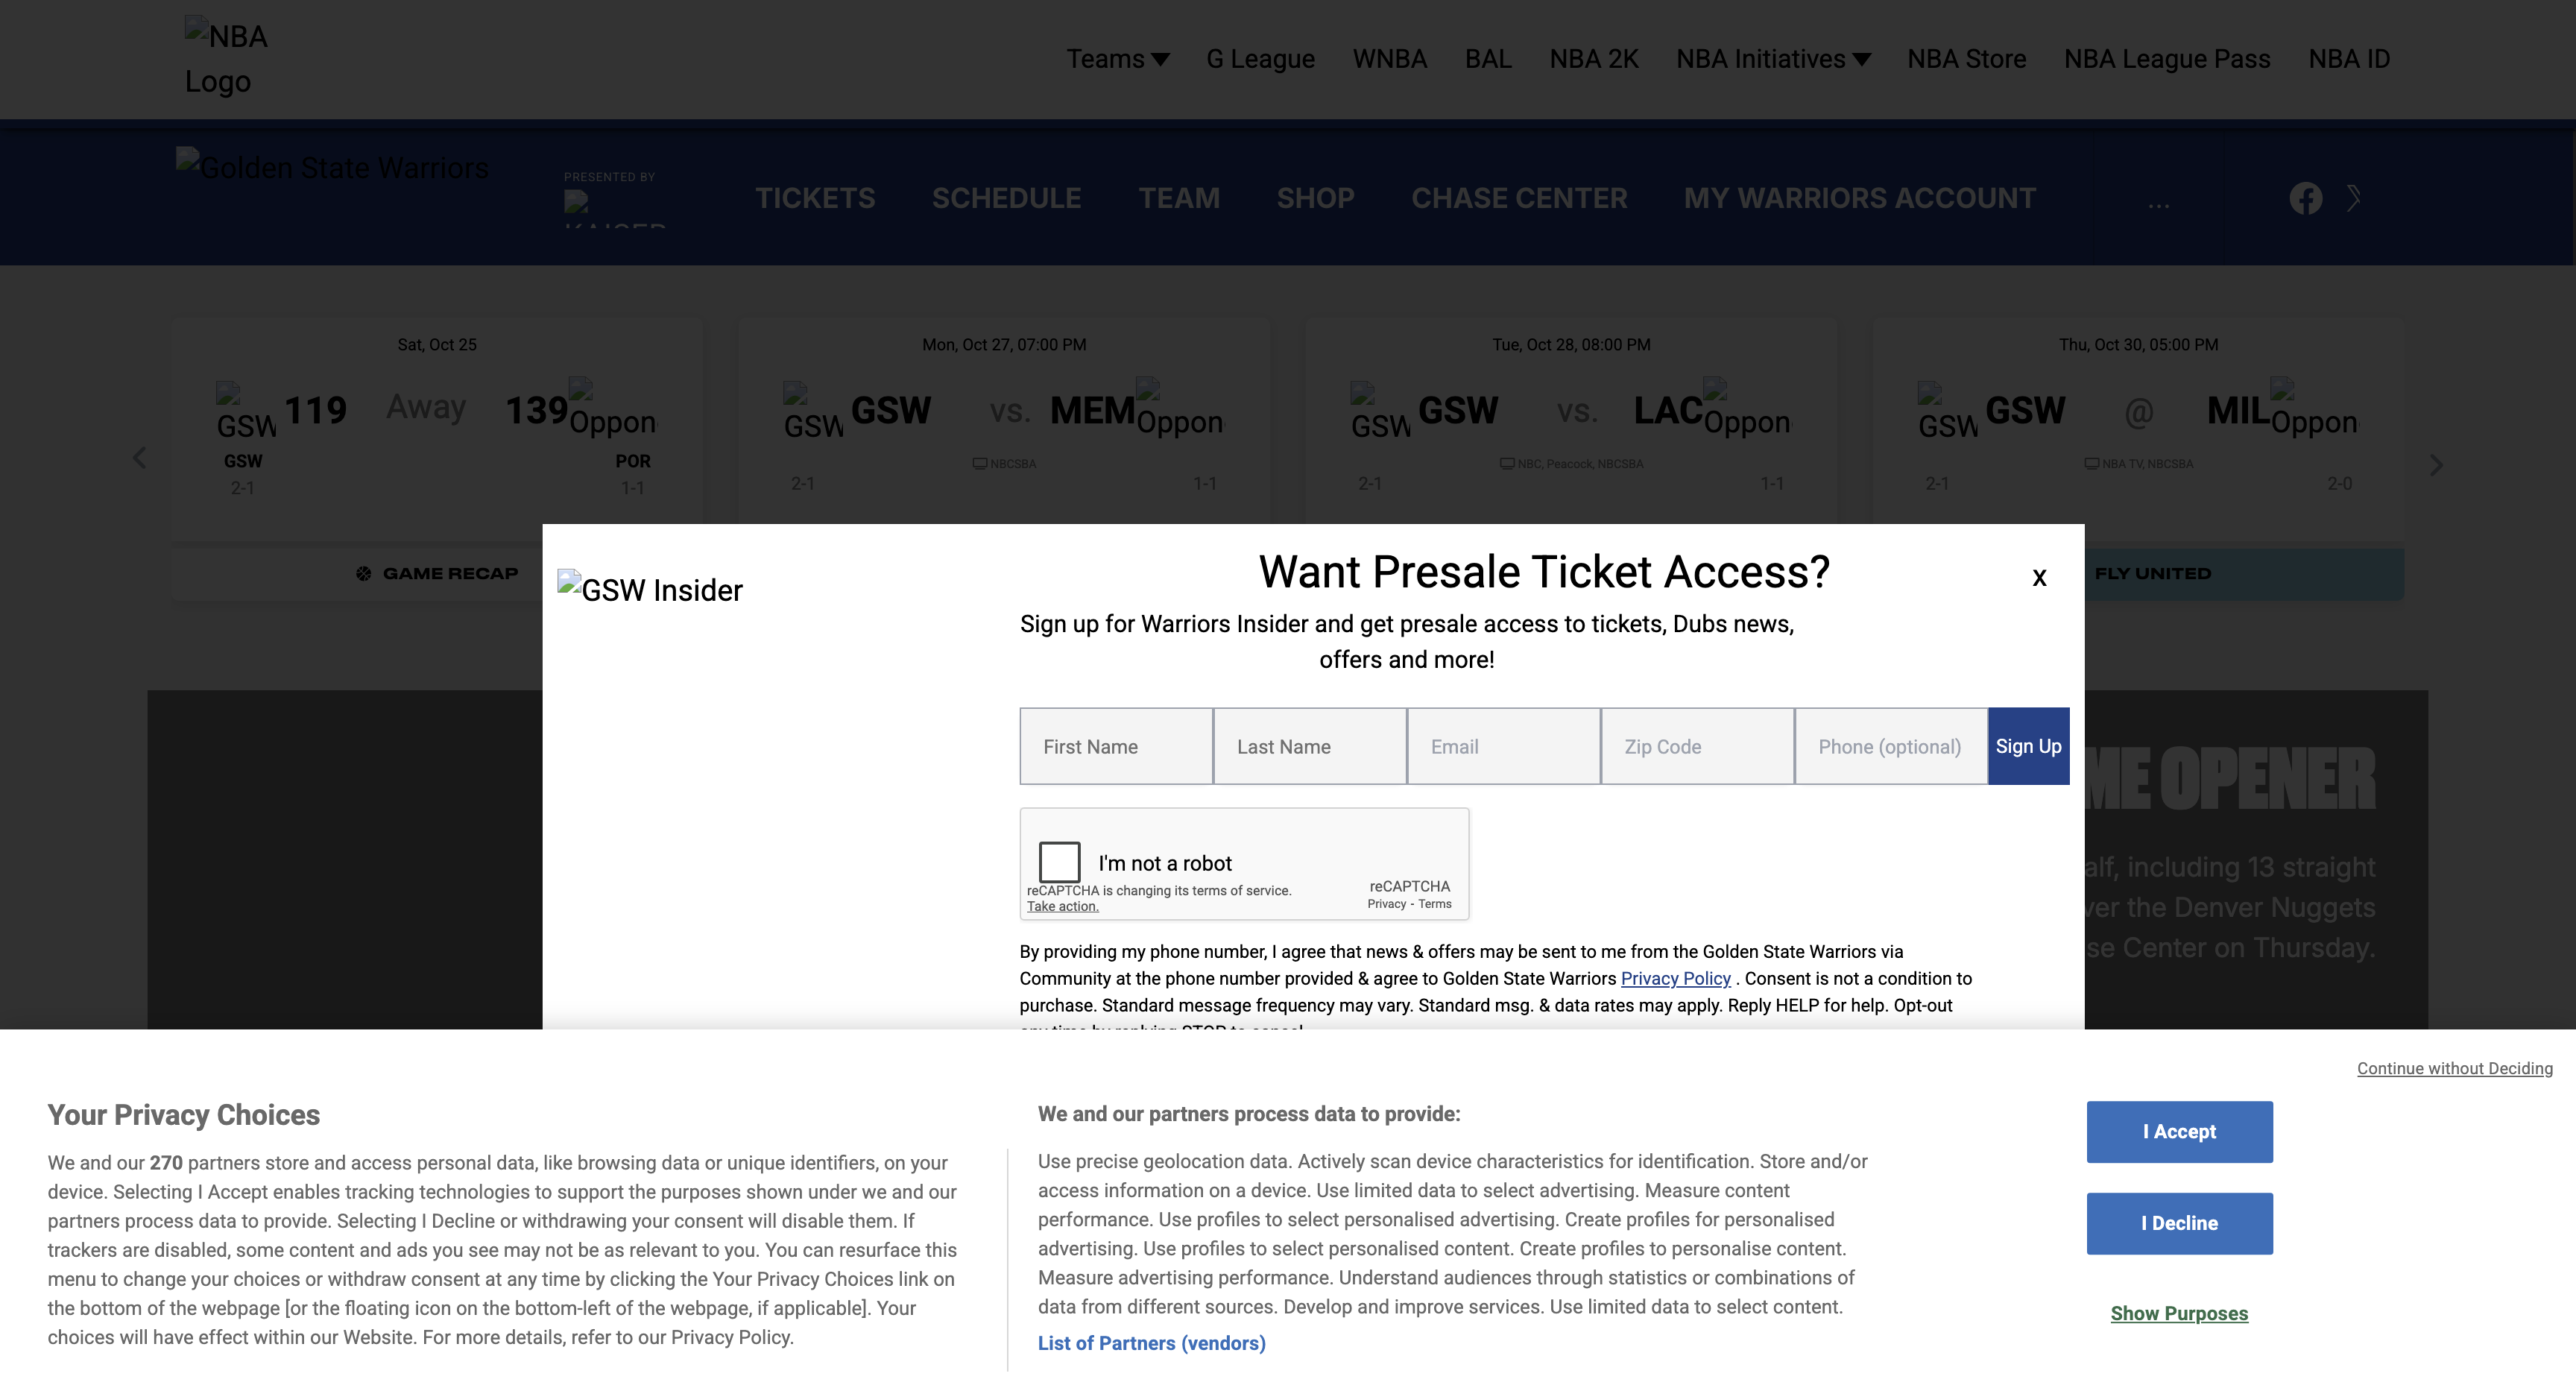 NBA
Logo
Teams
G League
WNBA
BAL
NBA 2K
NBA Initiatives
NBA Store
NBA League Pass
NBA ID
Golden State Warriors
PRESENTED BY
TICKETS
SCHEDULE
TEAM
SHOP
CHASE CENTER
MY WARRIORS ACCOUNT
...
Sat, Oct 25
GSW 119 Away 139 Oppon
GSW POR
2-1 1-1
GAME RECAP
Mon, Oct 27, 07:00 PM
GSW GSW vs. MEM Oppon
NBCSBA
2-1 1-1
Tue, Oct 28, 08:00 PM
GSW GSW vs. LAC Oppon
NBC, Peacock, NBCSBA
2-1 1-1
Thu, Oct 30, 05:00 PM
GSW GSW @ MIL Oppon
NBA TV, NBCSBA
2-1 2-0
FLY UNITED
GSW Insider
Want Presale Ticket Access?
X
Sign up for Warriors Insider and get presale access to tickets, Dubs news,
offers and more!
First Name
Last Name
Email
Zip Code
Phone (optional)
Sign Up
I'm not a robot
reCAPTCHA is changing its terms of service.
Take action.
reCAPTCHA
Privacy - Terms
By providing my phone number, I agree that news & offers may be sent to me from the Golden State Warriors via
Community at the phone number provided & agree to Golden State Warriors Privacy Policy . Consent is not a condition to
purchase. Standard message frequency may vary. Standard msg. & data rates may apply. Reply HELP for help. Opt-out
any time by replying STOP to cancel
ME OPENER
alf, including 13 straight
ver the Denver Nuggets
se Center on Thursday.
Continue without Deciding
Your Privacy Choices
We and our 270 partners store and access personal data, like browsing data or unique identifiers, on your
device. Selecting I Accept enables tracking technologies to support the purposes shown under we and our
partners process data to provide. Selecting I Decline or withdrawing your consent will disable them. If
trackers are disabled, some content and ads you see may not be as relevant to you. You can resurface this
menu to change your choices or withdraw consent at any time by clicking the Your Privacy Choices link on
the bottom of the webpage [or the floating icon on the bottom-left of the webpage, if applicable]. Your
choices will have effect within our Website. For more details, refer to our Privacy Policy.
We and our partners process data to provide:
Use precise geolocation data. Actively scan device characteristics for identification. Store and/or
access information on a device. Use limited data to select advertising. Measure content
performance. Use profiles to select personalised advertising. Create profiles for personalised
advertising. Use profiles to select personalised content. Create profiles to personalise content.
Measure advertising performance. Understand audiences through statistics or combinations of
data from different sources. Develop and improve services. Use limited data to select content.
List of Partners (vendors)
I Accept
I Decline
Show Purposes